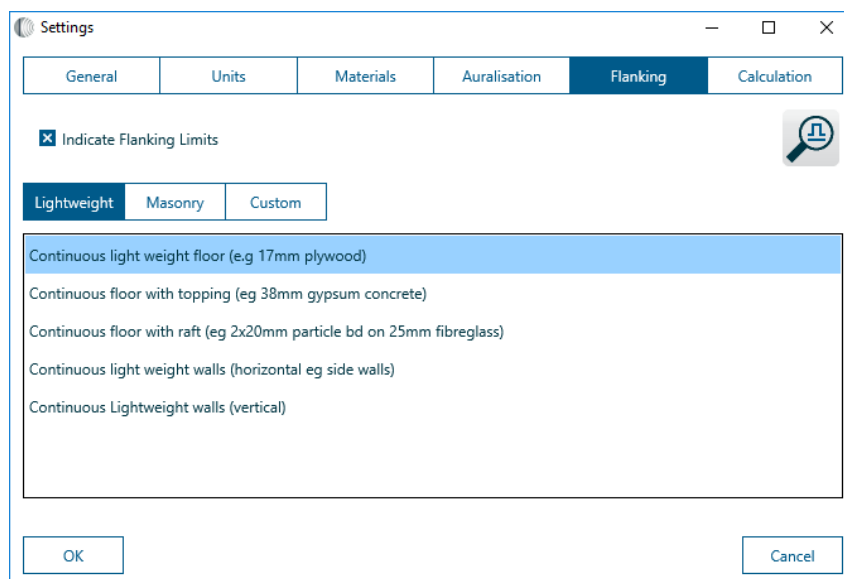 Settings
General Units Materials Auralisation Flanking Calculation
Indicate Flanking Limits
Lightweight Masonry Custom
Continuous light weight floor (e.g 17mm plywood)
Continuous floor with topping (eg 38mm gypsum concrete)
Continuous floor with raft (eg 2x20mm particle bd on 25mm fibreglass)
Continuous light weight walls (horizontal eg side walls)
Continuous Lightweight walls (vertical)
OK Cancel